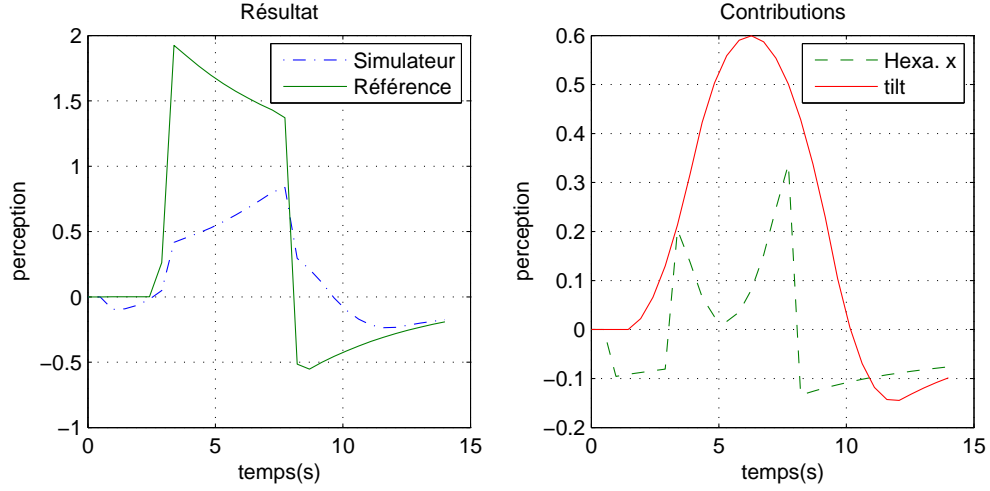 Résultat
2
1.5
1
0.5
0
−0.5
−1
0
5
10
15
perception
temps(s)
Simulateur
Référence
Contributions
0.6
0.5
0.4
0.3
0.2
0.1
0
−0.1
−0.2
0
5
10
15
perception
temps(s)
Hexa. x
tilt